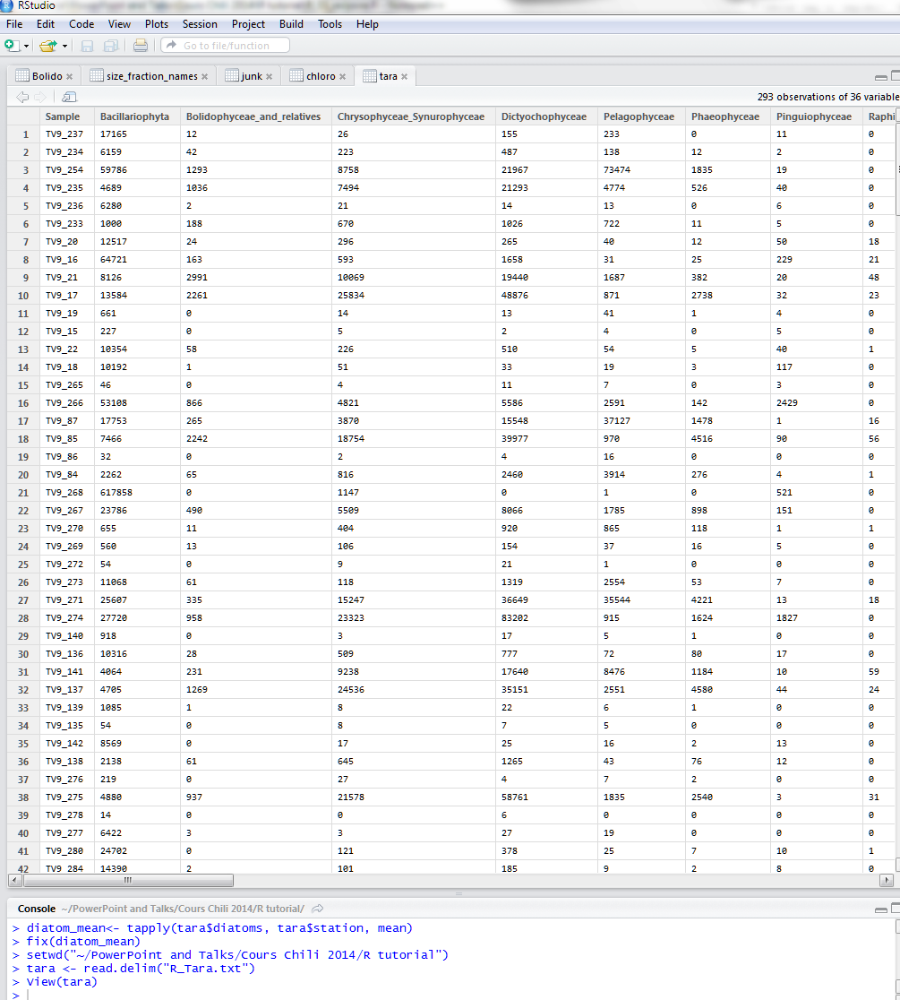 RStudio
File Edit Code View Plots Session Project Build Tools Help
Go to file/function
Bolido size_fraction_names junk chloro tara
293 observations of 36 variable
Sample Bacillariophyta Bolidophyceae_and_relatives Chrysophyceae_Synurophyceae Dictyochophyceae Pelagophyceae Phaeophyceae Pinguiophyceae Raphi
1 TV9_237 17165 12 26 155 233 0 11 0
2 TV9_234 6159 42 223 487 138 12 2 0
3 TV9_254 59786 1293 8758 21967 73474 1835 19 0
4 TV9_235 4689 1036 7494 21293 4774 526 40 0
5 TV9_236 6280 2 21 14 13 0 6 0
6 TV9_233 1000 188 670 1026 722 11 5 0
7 TV9_20 12517 24 296 265 40 12 50 18
8 TV9_16 64721 163 593 1658 31 25 229 21
9 TV9_21 8126 2991 10069 19440 1687 382 20 48
10 TV9_17 13584 2261 25834 48876 871 2738 32 23
11 TV9_19 661 0 14 13 41 1 4 0
12 TV9_15 227 0 5 2 4 0 5 0
13 TV9_22 10354 58 226 510 54 5 40 1
14 TV9_18 10192 1 51 33 19 3 117 0
15 TV9_265 46 0 4 11 7 0 3 0
16 TV9_266 53108 866 4821 5586 2591 142 2429 0
17 TV9_87 17753 265 3870 15548 37127 1478 1 16
18 TV9_85 7466 2242 18754 39977 970 4516 90 56
19 TV9_86 32 0 2 4 16 0 0 0
20 TV9_84 2262 65 816 2460 3914 276 4 1
21 TV9_268 617858 0 1147 0 1 0 521 0
22 TV9_267 23786 490 5509 8066 1785 898 151 0
23 TV9_270 655 11 404 920 865 118 1 1
24 TV9_269 560 13 106 154 37 16 5 0
25 TV9_272 54 0 9 21 1 0 0 0
26 TV9_273 11068 61 118 1319 2554 53 7 0
27 TV9_271 25607 335 15247 36649 35544 4221 13 18
28 TV9_274 27720 958 23323 83202 915 1624 1827 0
29 TV9_140 918 0 3 17 5 1 0 0
30 TV9_136 10316 28 509 777 72 80 17 0
31 TV9_141 4064 231 9238 17640 8476 1184 10 59
32 TV9_137 4705 1269 24536 35151 2551 4580 44 24
33 TV9_139 1085 1 8 22 6 1 0 0
34 TV9_135 54 0 8 7 5 0 0 0
35 TV9_142 8569 0 17 25 16 2 13 0
36 TV9_138 2138 61 645 1265 43 76 12 0
37 TV9_276 219 0 27 4 7 2 0 0
38 TV9_275 4880 937 21578 58761 1835 2540 3 31
39 TV9_278 14 0 0 6 0 0 0 0
40 TV9_277 6422 3 3 27 19 0 0 0
41 TV9_280 24702 0 121 378 25 7 10 1
42 TV9_284 14390 2 101 185 9 2 8 0
Console ~/PowerPoint and Talks/Cours Chili 2014/R tutorial/
> diatom_mean<- tapply(tara$diatoms, tara$station, mean)
> fix(diatom_mean)
> setwd("~/PowerPoint and Talks/Cours Chili 2014/R tutorial")
> tara <- read.delim("R_Tara.txt")
> View(tara)
>